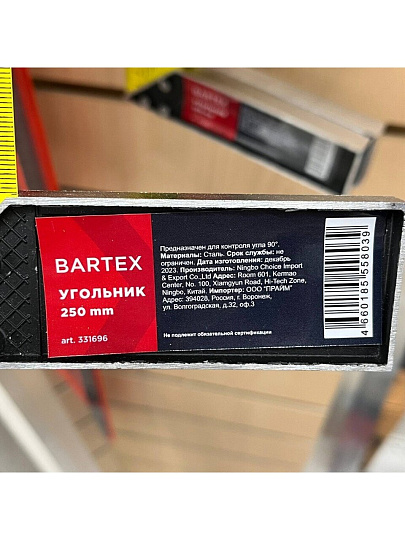 BARTEX
УГОЛЬНИК
BARTEX
УГОЛЬНИК
250 mm
art. 331696
Предназначен для контроля угла 90°.
Материалы: Сталь. Срок службы: не
ограничен. Дата изготовления: декабрь
2023. Производитель: Ningbo Choice Import
& Export Co.,Ltd Адрес: Room 601, Kermao
Center, No. 100, Xiangyun Road, Hi-Tech Zone,
Ningbo, Китай. Импортер: ООО "ПРАЙМ"
Адрес: 394028, Россия, г. Воронеж,
ул. Волгоградская, д.32, оф.3
Не подлежит обязательной сертификации
4660185558039